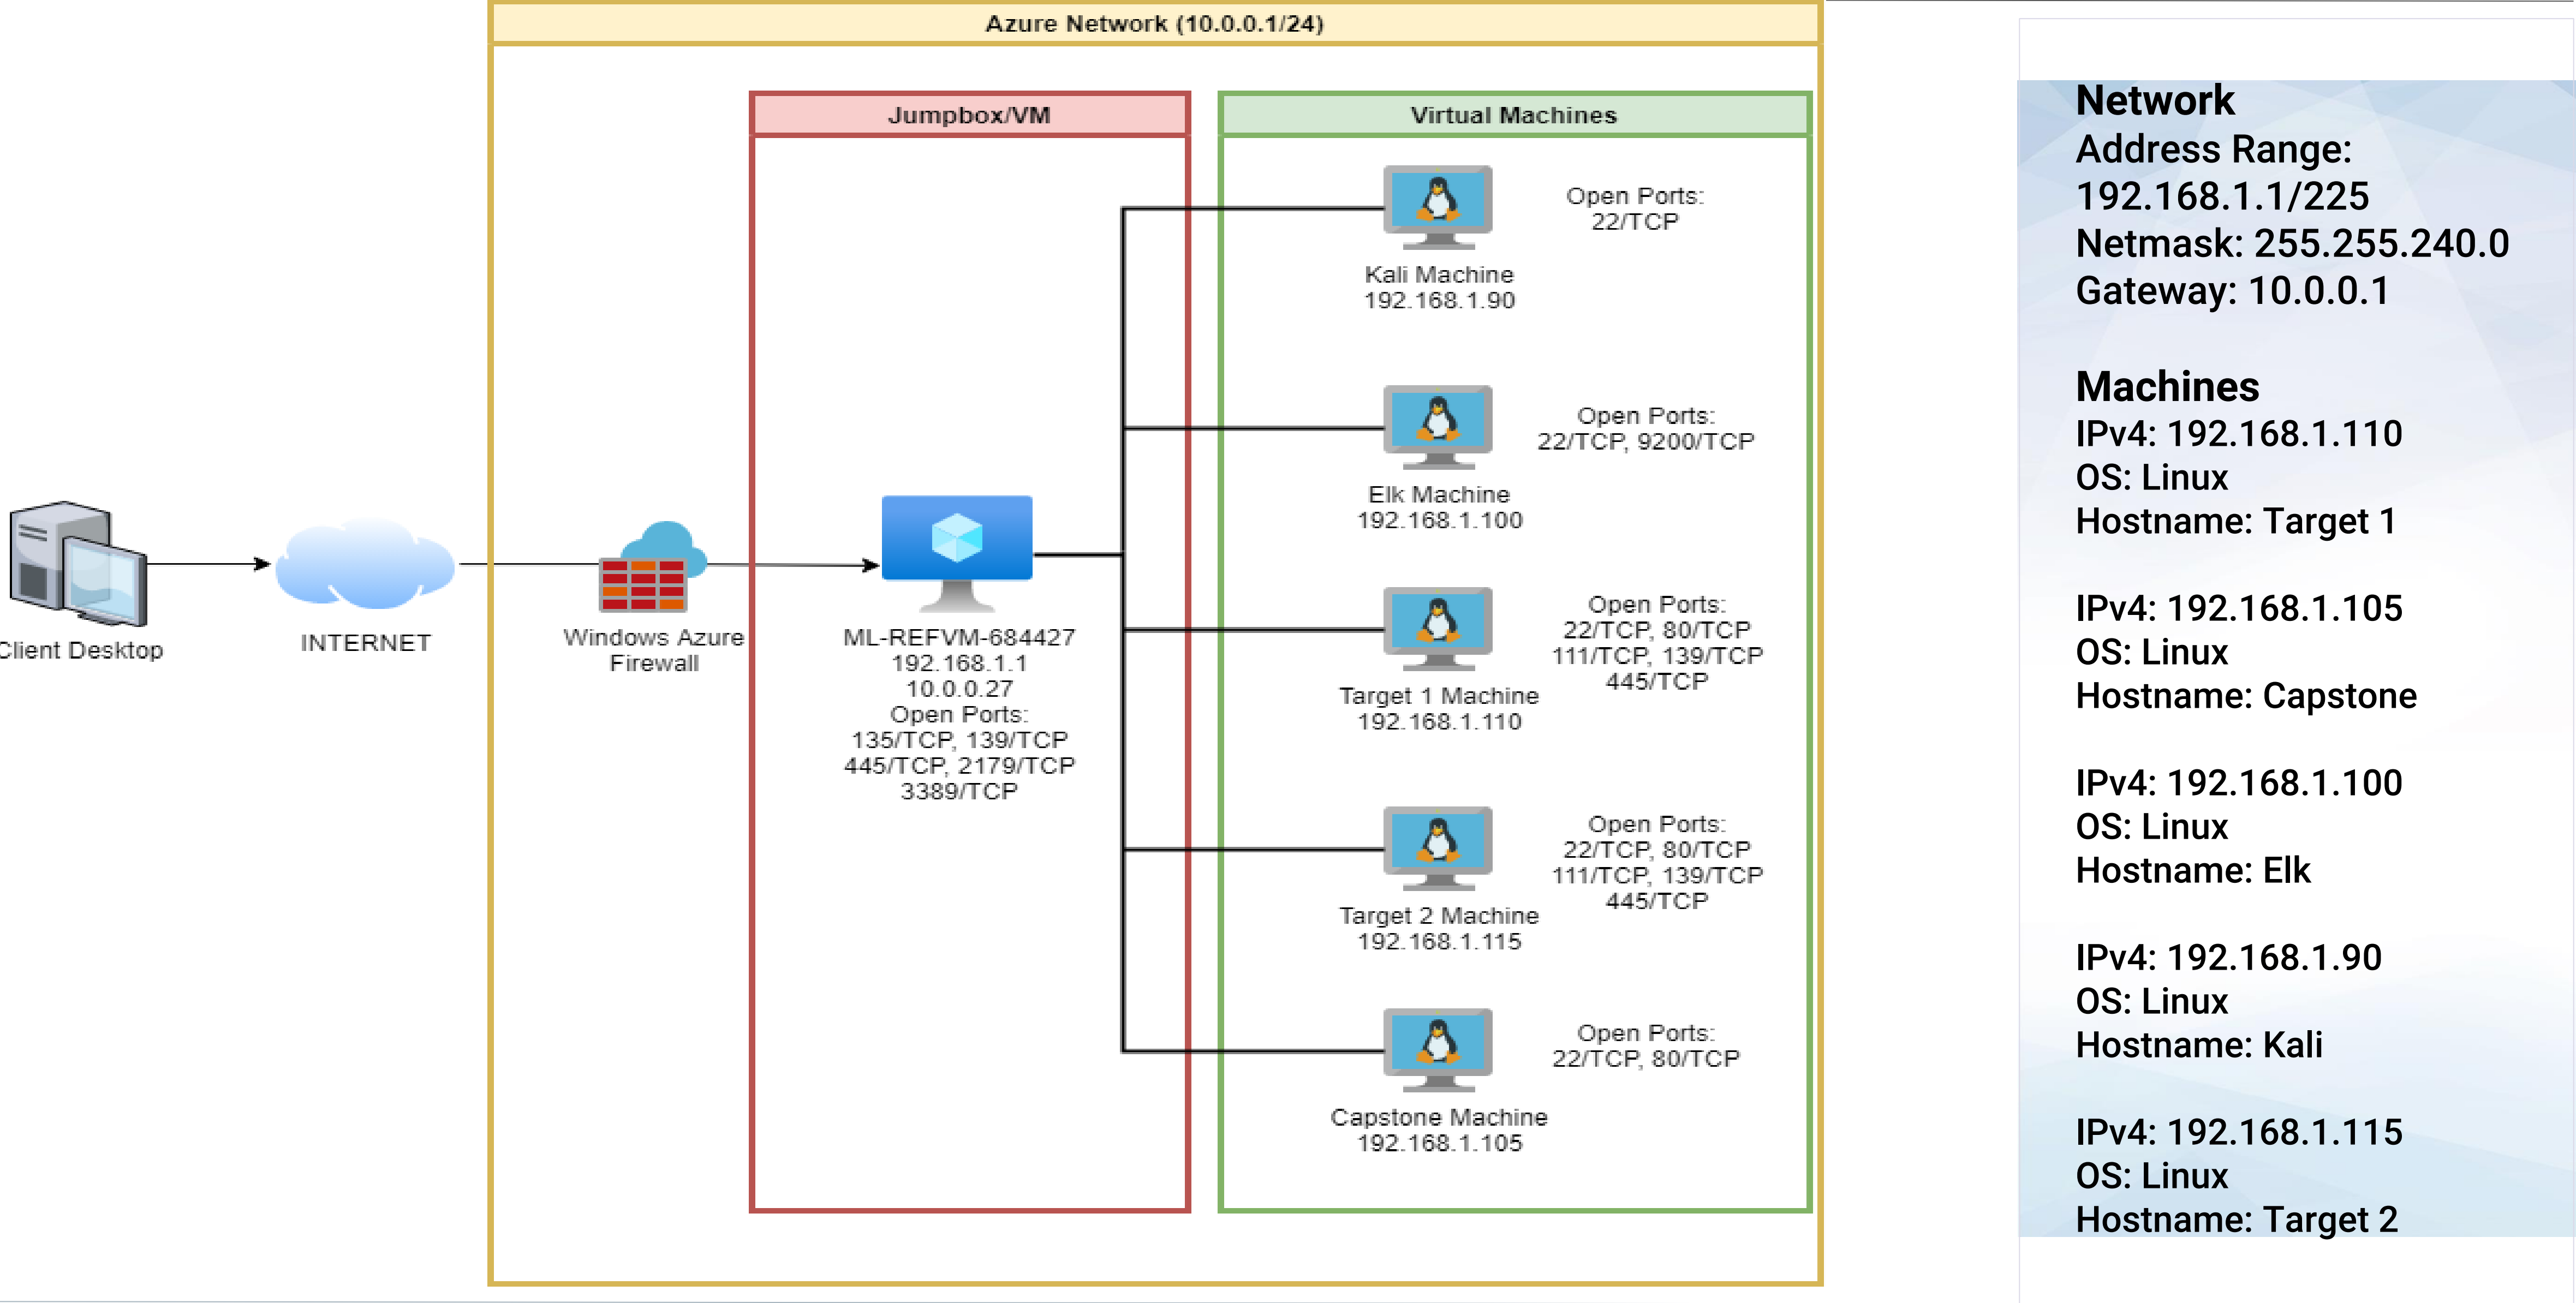 Azure Network (10.0.0.1/24)
Jumpbox/VM
Virtual Machines
Client Desktop
INTERNET
Windows Azure
Firewall
ML-REFVM-684427
192.168.1.1
10.0.0.27
Open Ports:
135/TCP, 139/TCP
445/TCP, 2179/TCP
3389/TCP
Kali Machine
192.168.1.90
Open Ports:
22/TCP
Elk Machine
192.168.1.100
Open Ports:
22/TCP, 9200/TCP
Target 1 Machine
192.168.1.110
Open Ports:
22/TCP, 80/TCP
111/TCP, 139/TCP
445/TCP
Target 2 Machine
192.168.1.115
Open Ports:
22/TCP, 80/TCP
111/TCP, 139/TCP
445/TCP
Capstone Machine
192.168.1.105
Open Ports:
22/TCP, 80/TCP
Network
Address Range:
192.168.1.1/225
Netmask: 255.255.240.0
Gateway: 10.0.0.1
Machines
IPv4: 192.168.1.110
OS: Linux
Hostname: Target 1
IPv4: 192.168.1.105
OS: Linux
Hostname: Capstone
IPv4: 192.168.1.100
OS: Linux
Hostname: Elk
IPv4: 192.168.1.90
OS: Linux
Hostname: Kali
IPv4: 192.168.1.115
OS: Linux
Hostname: Target 2